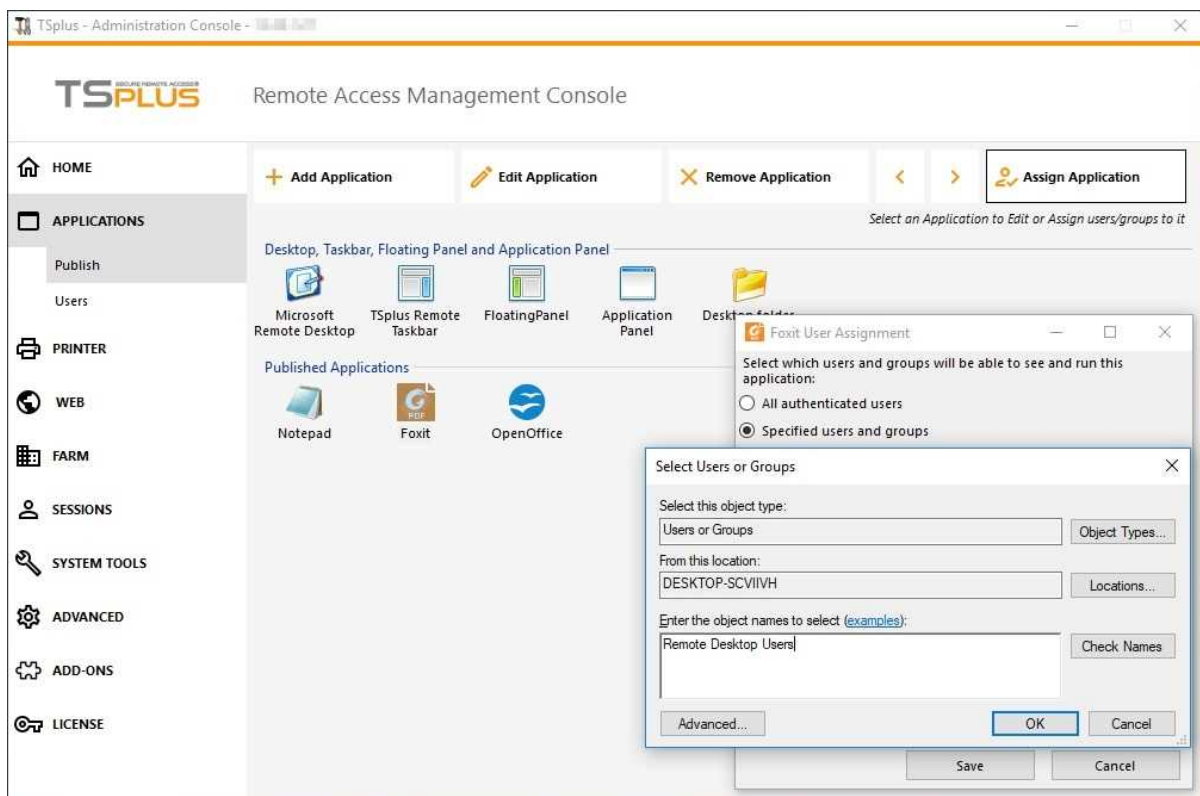 TSplus - Administration Console -
TSPLUS
SECURE REMOTE ACCESS
Remote Access Management Console
HOME
APPLICATIONS
Publish
Users
PRINTER
WEB
FARM
SESSIONS
SYSTEM TOOLS
ADVANCED
ADD-ONS
LICENSE
Add Application
Edit Application
Remove Application
<
>
Assign Application
Select an Application to Edit or Assign users/groups to it
Desktop, Taskbar, Floating Panel and Application Panel
Microsoft
Remote Desktop
TSplus Remote
Taskbar
FloatingPanel
Application
Panel
Desktop folder
Published Applications
Notepad
PDF
Foxit
OpenOffice
Foxit User Assignment
Select which users and groups will be able to see and run this
application:
All authenticated users
Specified users and groups
Select Users or Groups
Select this object type:
Users or Groups
Object Types...
From this location:
DESKTOP-SCVIIVH
Locations...
Enter the object names to select (examples):
Remote Desktop Users
Check Names
Advanced...
OK
Cancel
Save
Cancel